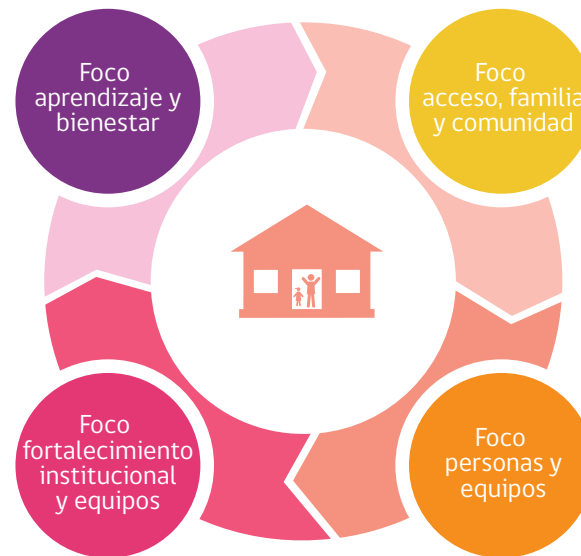 Foco
aprendizaje y
bienestar
Foco
acceso, familia
y comunidad
Foco
fortalecimiento
institucional
y equipos
Foco
personas y
equipos